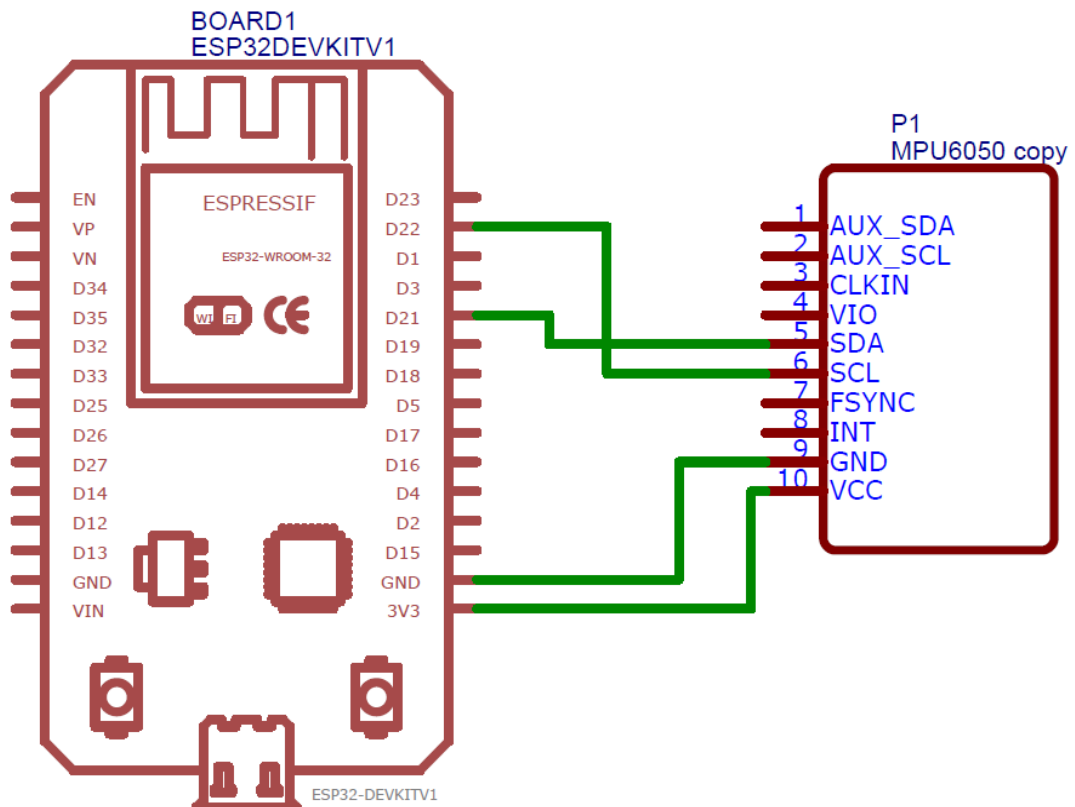 BOARD1
ESP32DEVKITV1
ESPRESSIF
ESP32-WROOM-32
WI FI
CE
EN
VP
VN
D34
D35
D32
D33
D25
D26
D27
D14
D12
D13
GND
VIN
D23
D22
D1
D3
D21
D19
D18
D5
D17
D16
D4
D2
D15
GND
3V3
ESP32-DEVKITV1
P1
MPU6050 copy
1 AUX_SDA
2 AUX_SCL
3 CLKIN
4 VIO
5 SDA
6 SCL
7 FSYNC
8 INT
9 GND
10 VCC